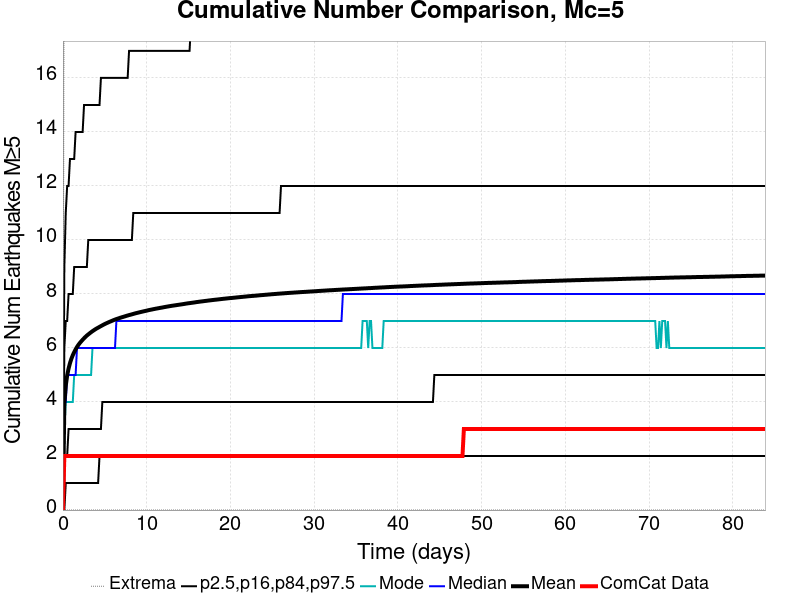 Cumulative Number Comparison, Mc=5
Cumulative Num Earthquakes M≥5
16
14
12
10
8
6
4
2
0
0 10 20 30 40 50 60 70 80
Time (days)
Extrema p2.5,p16,p84,p97.5 Mode Median Mean ComCat Data